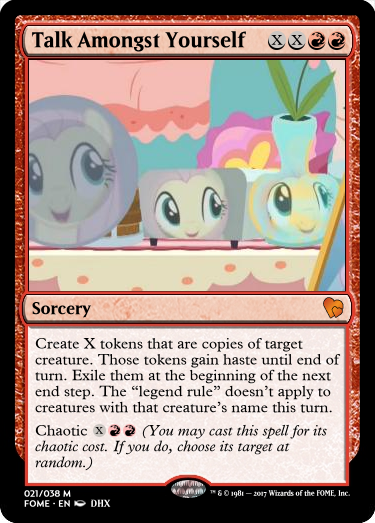 Talk Amongst Yourself X X
Sorcery
Create X tokens that are copies of target
creature. Those tokens gain haste until end of
turn. Exile them at the beginning of the next
end step. The “legend rule” doesn’t apply to
creatures with that creature’s name this turn.
Chaotic X (You may cast this spell for its
chaotic cost. If you do, choose its target at
random.)
021/038 M
FOME · EN DHX
™ & © 1981 — 2017 Wizards of the FOME, Inc.